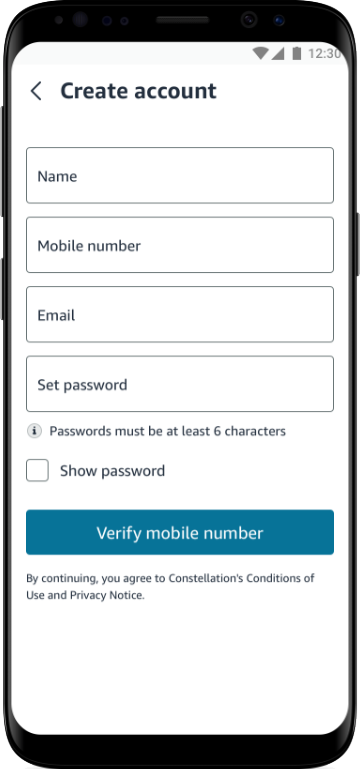 12:30
Create account
Name
Mobile number
Email
Set password
Passwords must be at least 6 characters
Show password
Verify mobile number
By continuing, you agree to Constellation's Conditions of
Use and Privacy Notice.